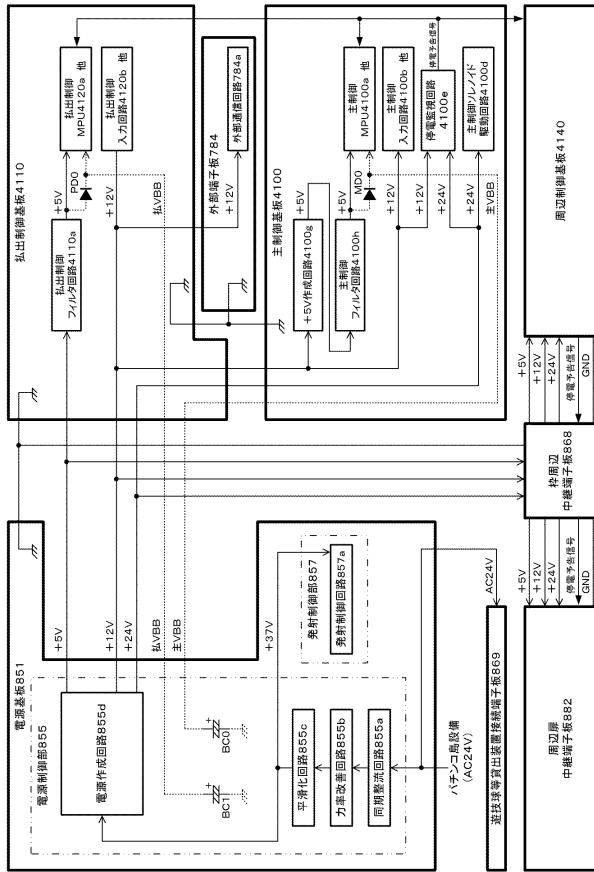 払出制御基板4110
払出制御
フィルタ回路4110a
+5V
PD0
払出制御
MPU4120a 他
+12V
払出制御
入力回路4120b 他
払VBB
外部端子板784
+12V
外部通信回路784a
主制御基板4100
+5V作成回路4100g
+5V
主制御
フィルタ回路4100h
+5V
MD0
主制御
MPU4100a 他
+12V
主制御
入力回路4100b 他
+12V
+24V
停電監視回路
4100e
停電予告信号
+24V
主制御ソレノイド
駆動回路4100d
主VBB
周辺制御基板4140
+5V
+12V
+24V
停電予告信号
GND
枠周辺
中継端子板868
+5V
+12V
+24V
停電予告信号
GND
周辺扉
中継端子板882
電源基板851
電源制御部855
電源作成回路855d
+5V
+12V
+24V
払VBB
主VBB
+37V
+
BC1
+
BC0
平滑化回路855c
力率改善回路855b
同期整流回路855a
発射制御部857
発射制御回路857a
パチンコ島設備
(AC24V)
AC24V
遊技球等貸出装置接続端子板869